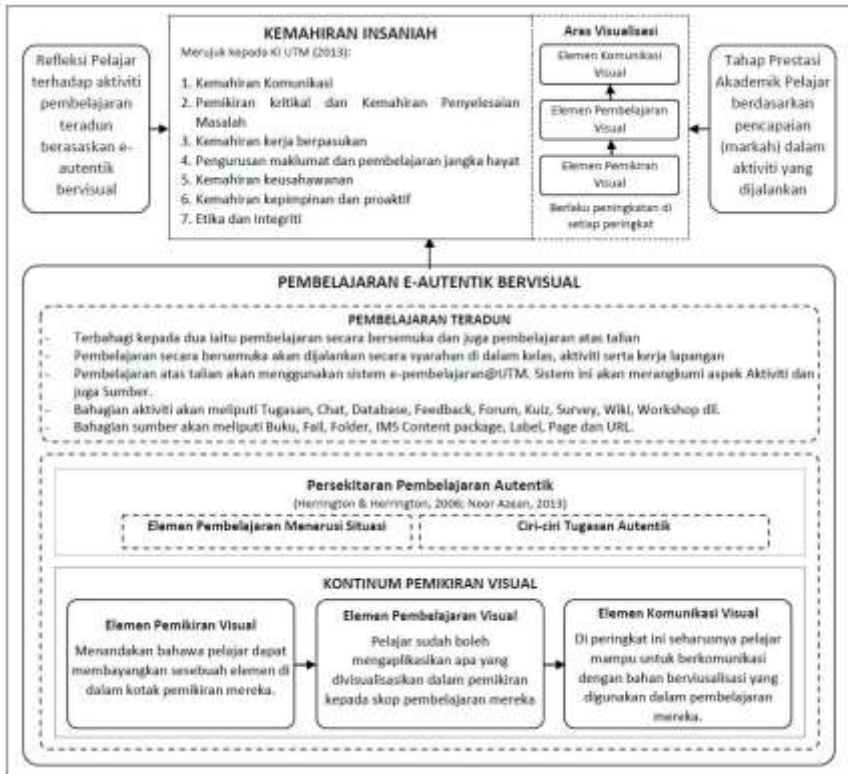 Refleksi Pelajar
terhadap aktiviti
pembelajaran
teradun
berasaskan e-
autentik
bervisual
KEMAHIRAN INSANIAH
Merujuk kepada KI UTM (2013):
1. Kemahiran Komunikasi
2. Pemikiran kritikal dan Kemahiran Penyelesaian
Masalah
3. Kemahiran kerja berpasukan
4. Pengurusan maklumat dan pembelajaran jangka hayat
5. Kemahiran keusahawanan
6. Kemahiran kepimpinan dan proaktif
7. Etika dan Integriti
Aras Visualisasi
Elemen Komunikasi
Visual
Elemen Pembelajaran
Visual
Elemen Pemikiran
Visual
Berlaku peningkatan di
setiap peringkat
Tahap Prestasi
Akademik Pelajar
berdasarkan
pencapaian
(markah) dalam
aktiviti yang
dijalankan
PEMBELAJARAN E-AUTENTIK BERVISUAL
PEMBELAJARAN TERADUN
- Terbahagi kepada dua iaitu pembelajaran secara bersemuka dan juga pembelajaran atas talian
- Pembelajaran secara bersemuka akan dijalankan secara syarahan di dalam kelas, aktiviti serta kerja lapangan
- Pembelajaran atas talian akan menggunakan sistem e-pembelajaran@UTM. Sistem ini akan merangkumi aspek Aktiviti dan
juga Sumber.
- Bahagian aktiviti akan meliputi Tugasan, Chat, Database, Feedback, Forum, Kuiz, Survey, Wiki, Workshop dll.
- Bahagian sumber akan meliputi Buku, Fail, Folder, IMS Content package, Label, Page dan URL.
Persekitaran Pembelajaran Autentik
(Herrington & Herrington, 2006; Noor Azean, 2013)
Elemen Pembelajaran Menerusi Situasi
Ciri-ciri Tugasan Autentik
KONTINUM PEMIKIRAN VISUAL
Elemen Pemikiran Visual
Menandakan bahawa pelajar dapat
membayangkan sesebuah elemen di
dalam kotak pemikiran mereka.
Elemen Pembelajaran Visual
Pelajar sudah boleh
mengaplikasikan apa yang
divisualisasikan dalam pemikiran
kepada skop pembelajaran mereka
Elemen Komunikasi Visual
Di peringkat ini seharusnya pelajar
mampu untuk berkomunikasi
dengan bahan berviusalisasi yang
digunakan dalam pembelajaran
mereka.